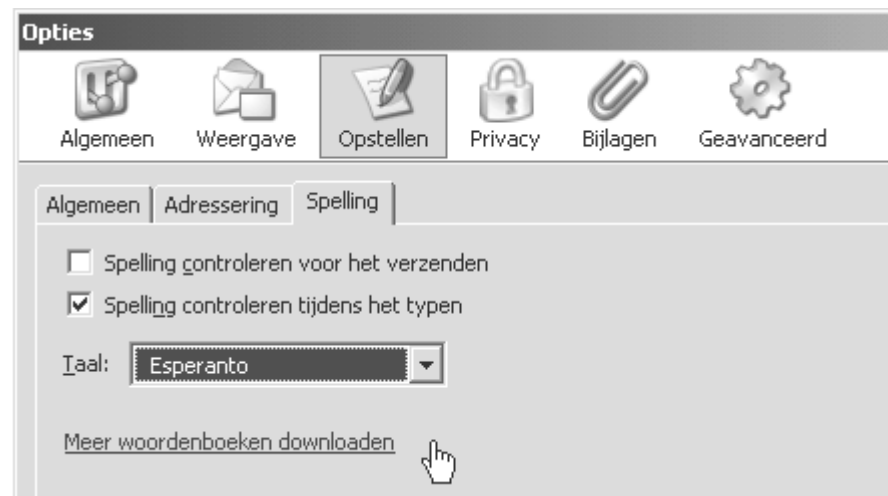 Opties
Algemeen Weergave Opstellen Privacy Bijlagen Geavanceerd
Algemeen Adressering Spelling
Spelling controleren voor het verzenden
Spelling controleren tijdens het typen
Taal: Esperanto
Meer woordenboeken downloaden